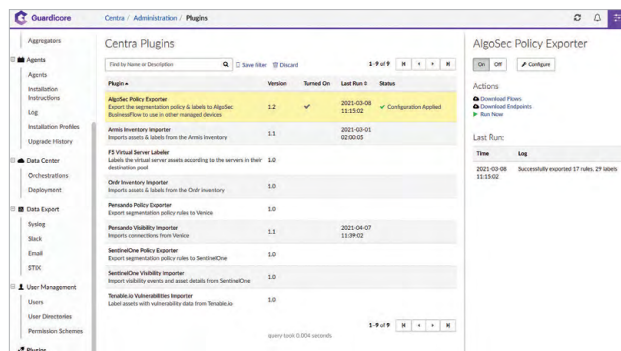 Guardicore
Centra / Administration / Plugins
Aggregators
Agents
Agents
Installation
Instructions
Log
Installation Profiles
Upgrade History
Data Center
Orchestrations
Deployment
Data Export
Syslog
Slack
Email
STIX
User Management
Users
User Directories
Permission Schemes
Plugins
Centra Plugins
Find by Name or Description
Save filter
Discard
1-9 of 9
Plugin
Version
Turned On
Last Run
Status
AlgoSec Policy Exporter
Export the segmentation policy & labels to AlgoSec
BusinessFlow to use in other managed devices
1.2
2021-03-08
11:15:02
Configuration Applied
Armis Inventory Importer
Imports assets & labels from the Armis inventory
1.1
2021-03-01
02:00:05
F5 Virtual Server Labeler
Labels the virtual server assets according to the servers in their
destination pool
1.0
Ordr Inventory Importer
Imports assets & labels from the Ordr inventory
1.0
Pensando Policy Exporter
Export segmentation policy rules to Venice
1.0
Pensando Visibility Importer
Imports connections from Venice
1.1
2021-04-07
11:39:02
SentinelOne Policy Exporter
Export segmentation policy rules to SentinelOne
1.0
SentinelOne Visibility Importer
Import visibility events and asset details from SentinelOne
1.0
Tenable.io Vulnerabilities Importer
Label assets with vulnerability data from Tenable.io
1.0
1-9 of 9
query took 0.004 seconds
AlgoSec Policy Exporter
On
Off
Configure
Actions
Download Flows
Download Endpoints
Run Now
Last Run:
Time
Log
2021-03-08
11:15:02
Successfully exported 17 rules, 29 labels